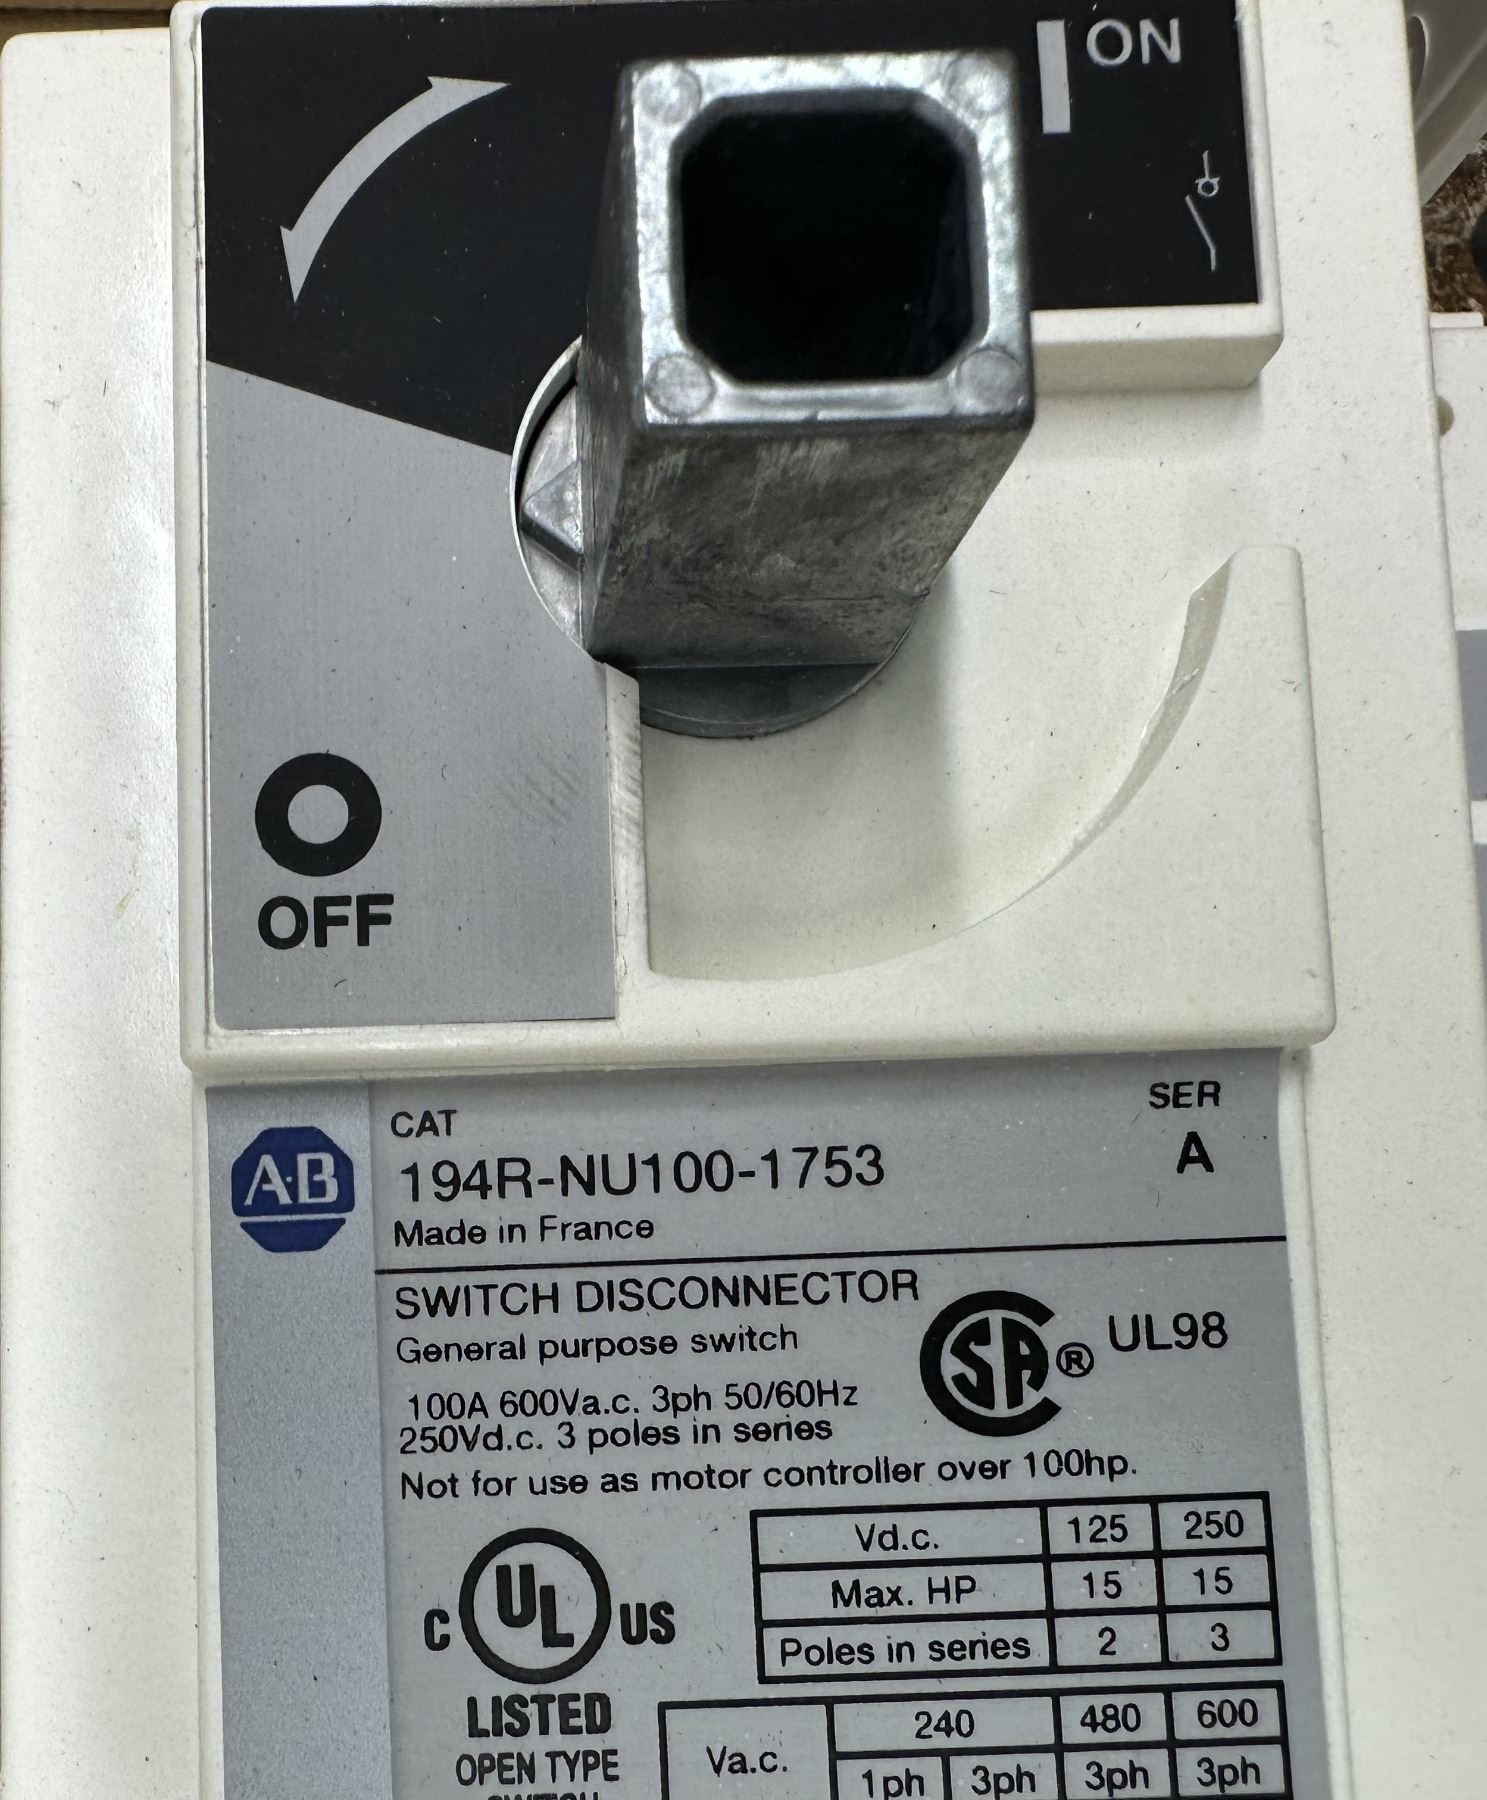 ON
OFF
A·B
CAT
194R-NU100-1753
Made in France
SER
A
SWITCH DISCONNECTOR
General purpose switch
SA ® UL98
100A 600Va.c. 3ph 50/60Hz
250Vd.c. 3 poles in series
Not for use as motor controller over 100hp.
C UL US
LISTED
OPEN TYPE
SWITCH
Vd.c. 125 250
Max. HP 15 15
Poles in series 2 3
Va.c. 240 480 600
1ph 3ph 3ph 3ph